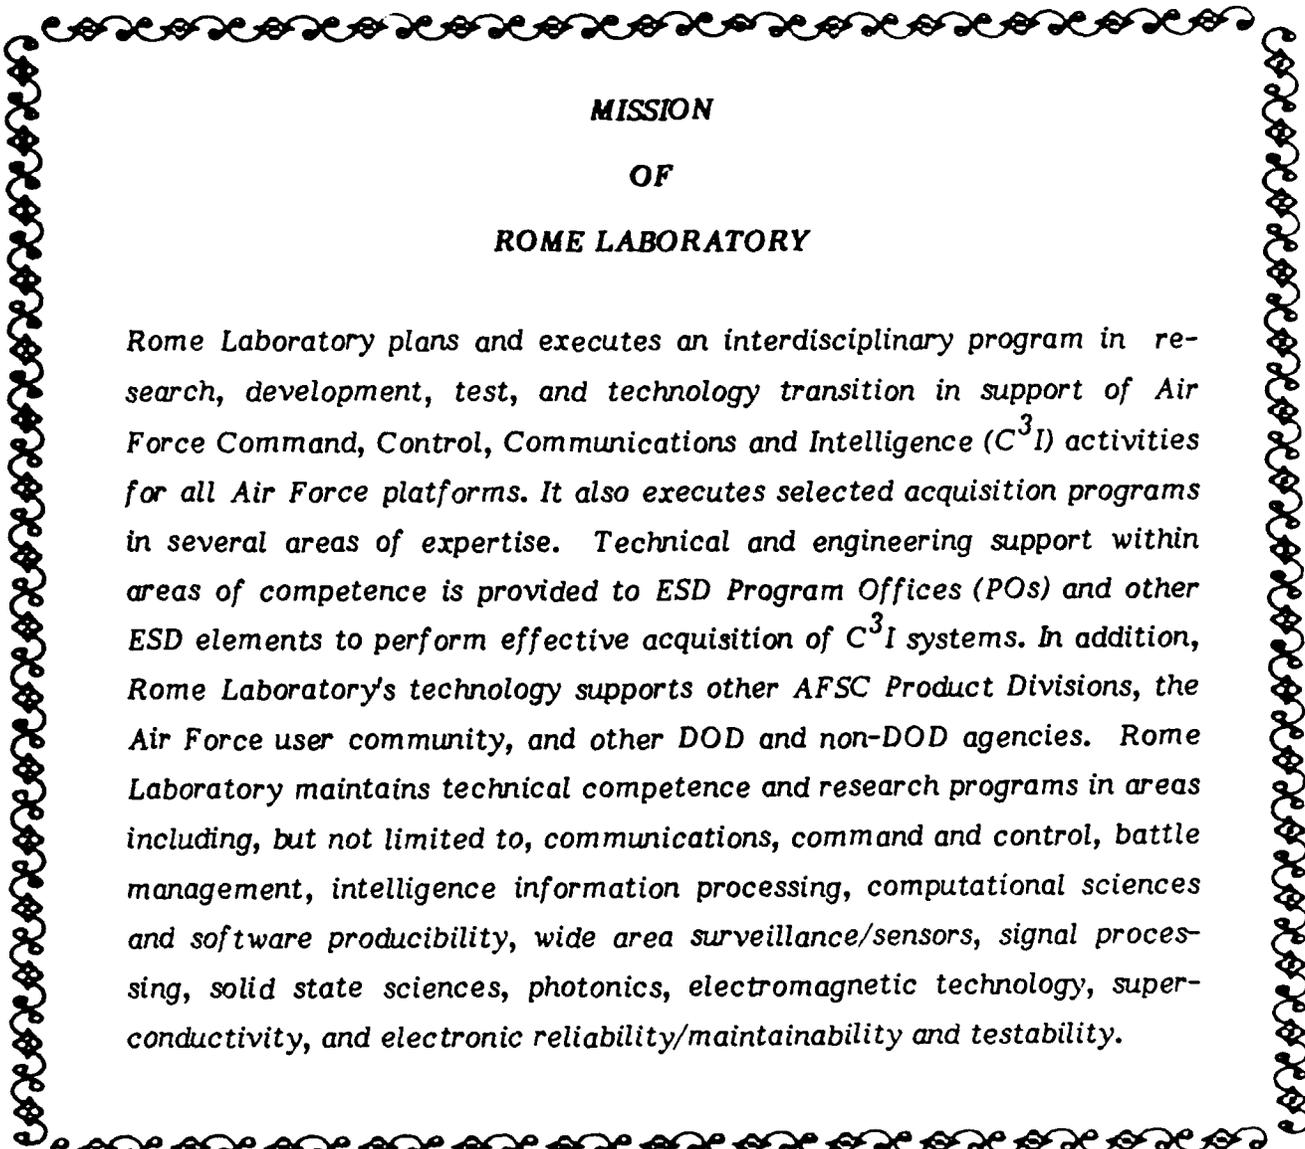 MISSION
OF
ROME LABORATORY
Rome Laboratory plans and executes an interdisciplinary program in re-
search, development, test, and technology transition in support of Air
Force Command, Control, Communications and Intelligence (C³I) activities
for all Air Force platforms. It also executes selected acquisition programs
in several areas of expertise. Technical and engineering support within
areas of competence is provided to ESD Program Offices (POs) and other
ESD elements to perform effective acquisition of C³I systems. In addition,
Rome Laboratory's technology supports other AFSC Product Divisions, the
Air Force user community, and other DOD and non-DOD agencies. Rome
Laboratory maintains technical competence and research programs in areas
including, but not limited to, communications, command and control, battle
management, intelligence information processing, computational sciences
and software producibility, wide area surveillance/sensors, signal proces-
sing, solid state sciences, photonics, electromagnetic technology, super-
conductivity, and electronic reliability/maintainability and testability.